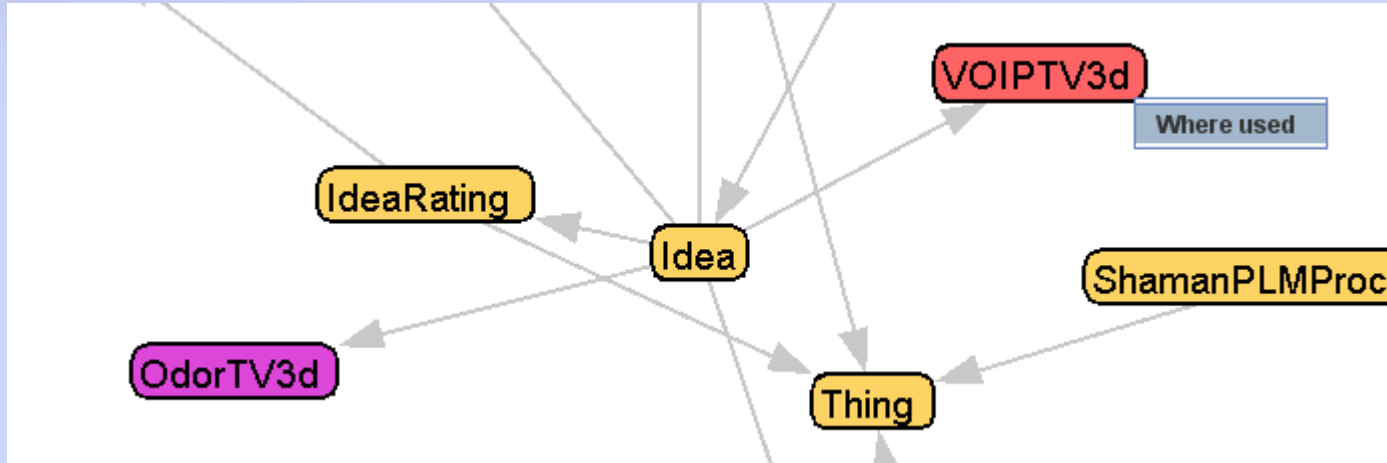 VOIPTV3d
Where used
IdeaRating
Idea
ShamanPLMProc
OdorTV3d
Thing